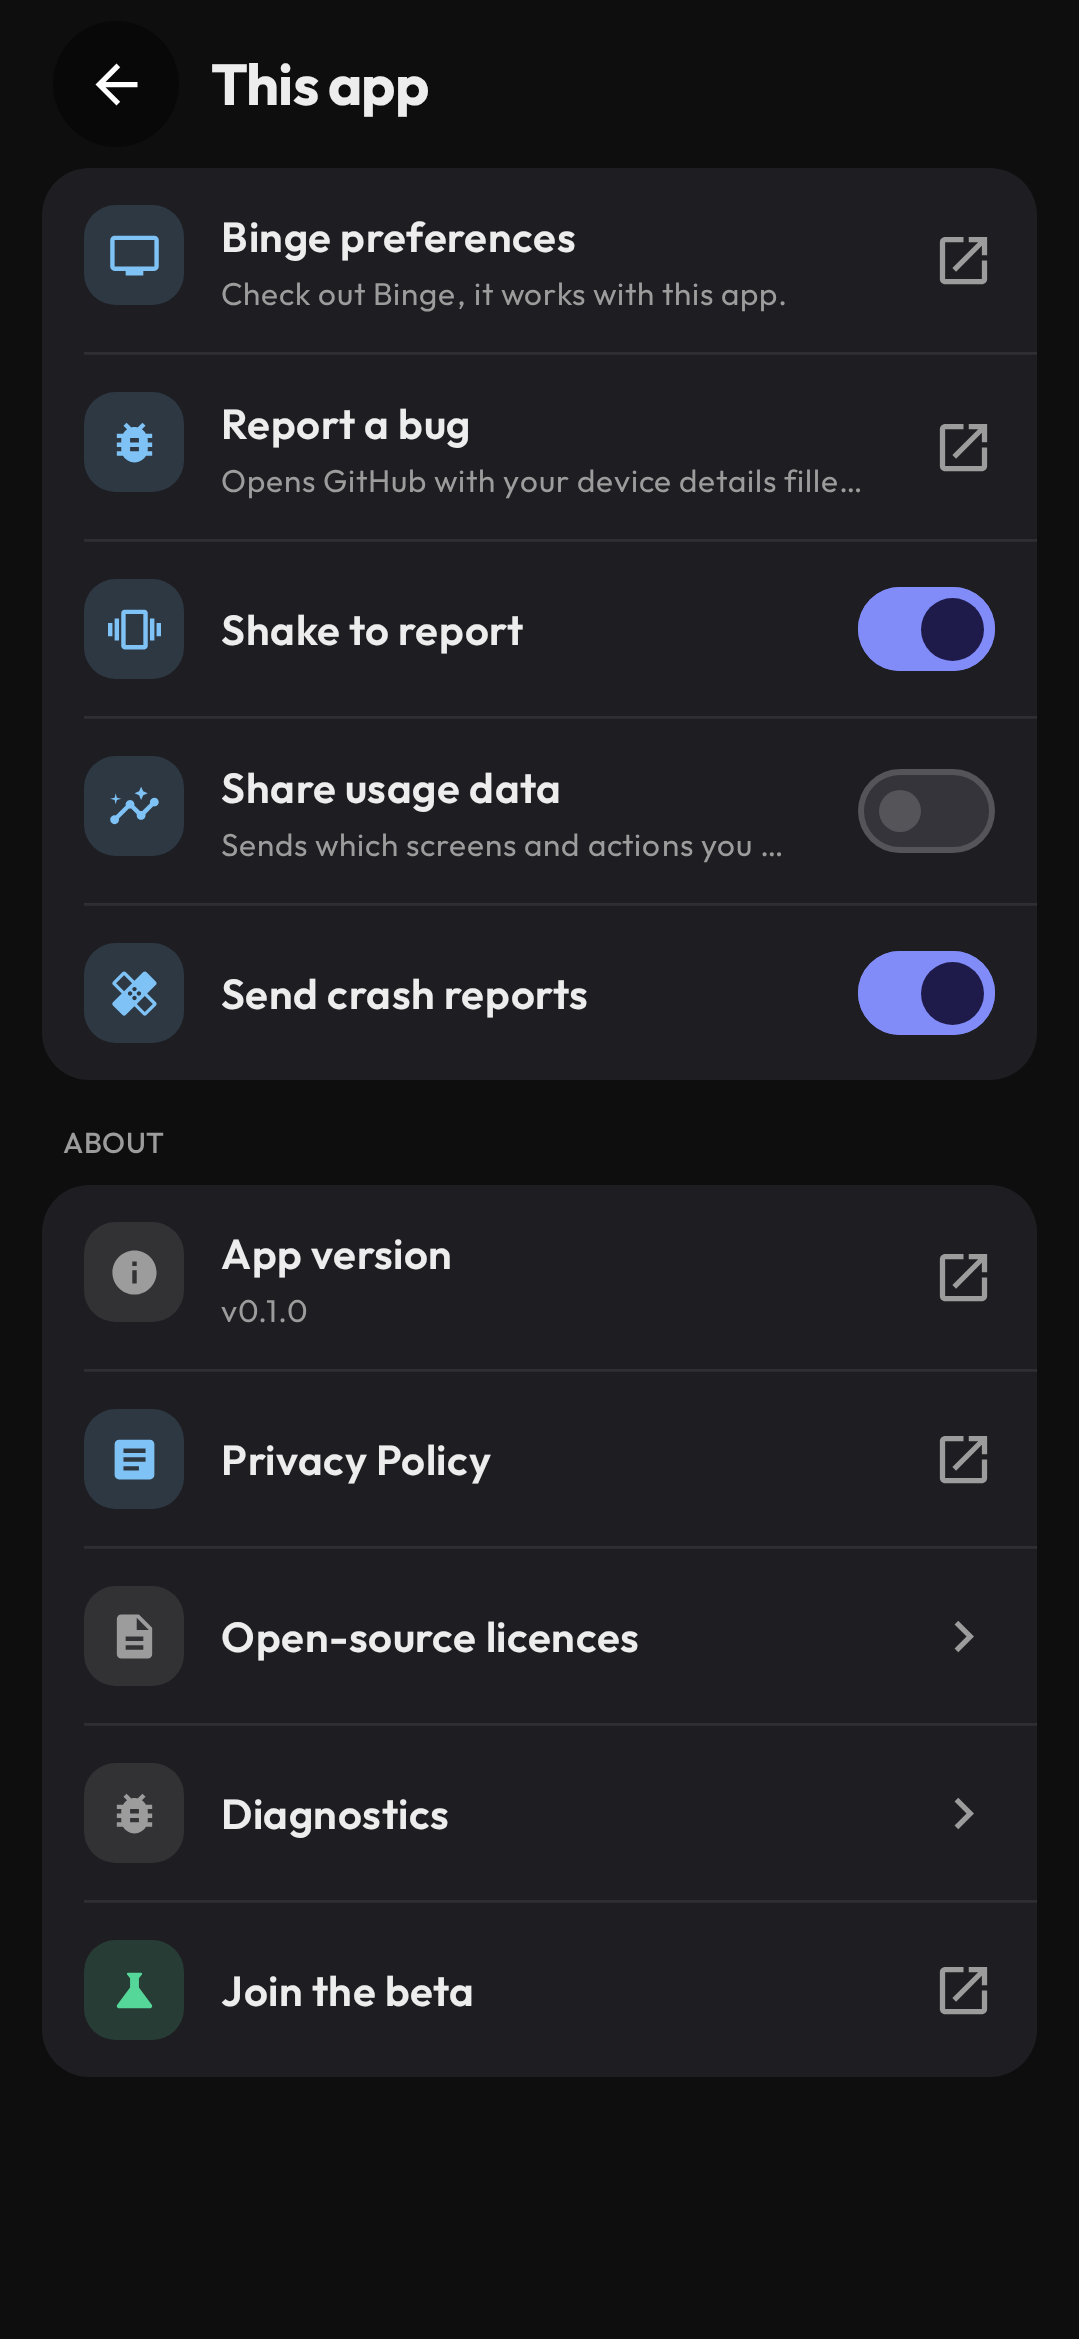 This app
Binge preferences
Check out Binge, it works with this app.
Report a bug
Opens GitHub with your device details fille...
Shake to report
Share usage data
Sends which screens and actions you ...
Send crash reports
ABOUT
App version
v0.1.0
Privacy Policy
Open-source licences
Diagnostics
Join the beta